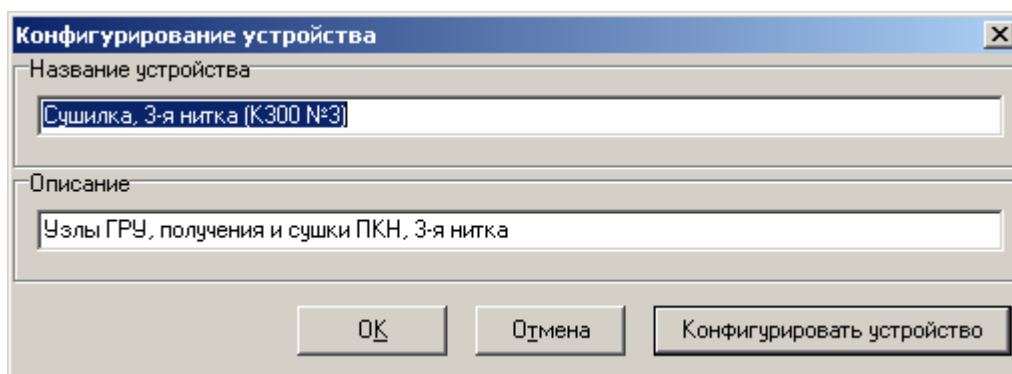 Конфигурирование устройства
Название устройства
Сушилка, 3-я нитка (К300 №3)
Описание
Узлы ГРУ, получения и сушки ПКН, 3-я нитка
OK Отмена Конфигурировать устройство